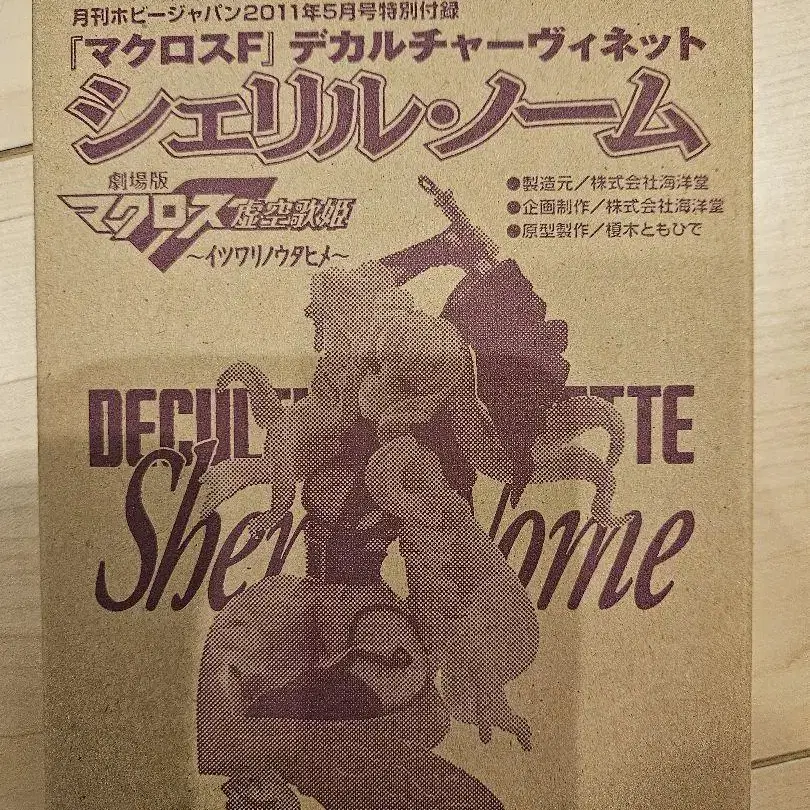 月刊ホビージャパン2011年5月号特別付録
『マクロスF』デカルチャーヴィネット
シェリル・ノーム
劇場版
マクロスF 虚空歌姫
～イツワリノウタヒメ～
●製造元／株式会社海洋堂
●企画制作／株式会社海洋堂
●原型製作／榎木ともひで